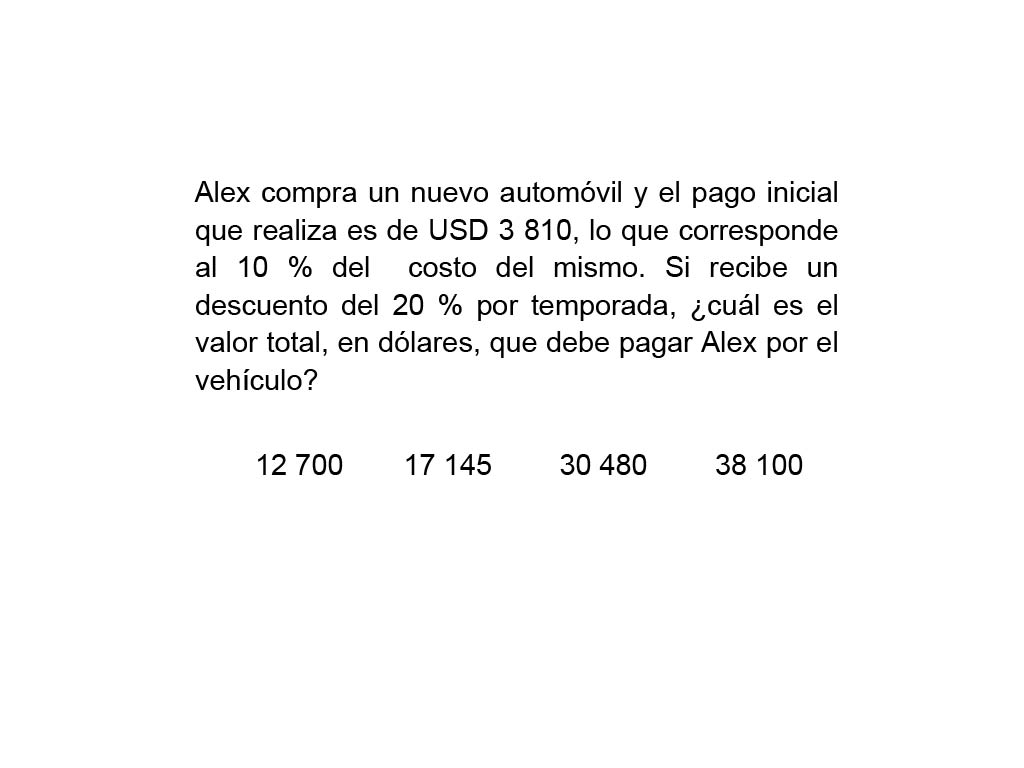 Alex compra un nuevo automóvil y el pago inicial
que realiza es de USD 3 810, lo que corresponde
al 10 % del costo del mismo. Si recibe un
descuento del 20 % por temporada, ¿cuál es el
valor total, en dólares, que debe pagar Alex por el
vehículo?
12 700 17 145 30 480 38 100